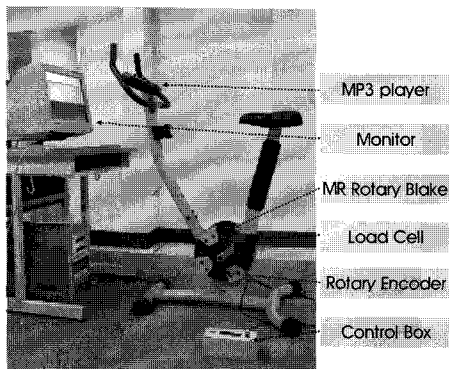 MP3 player
Monitor
MR Rotary Blake
Load Cell
Rotary Encoder
Control Box